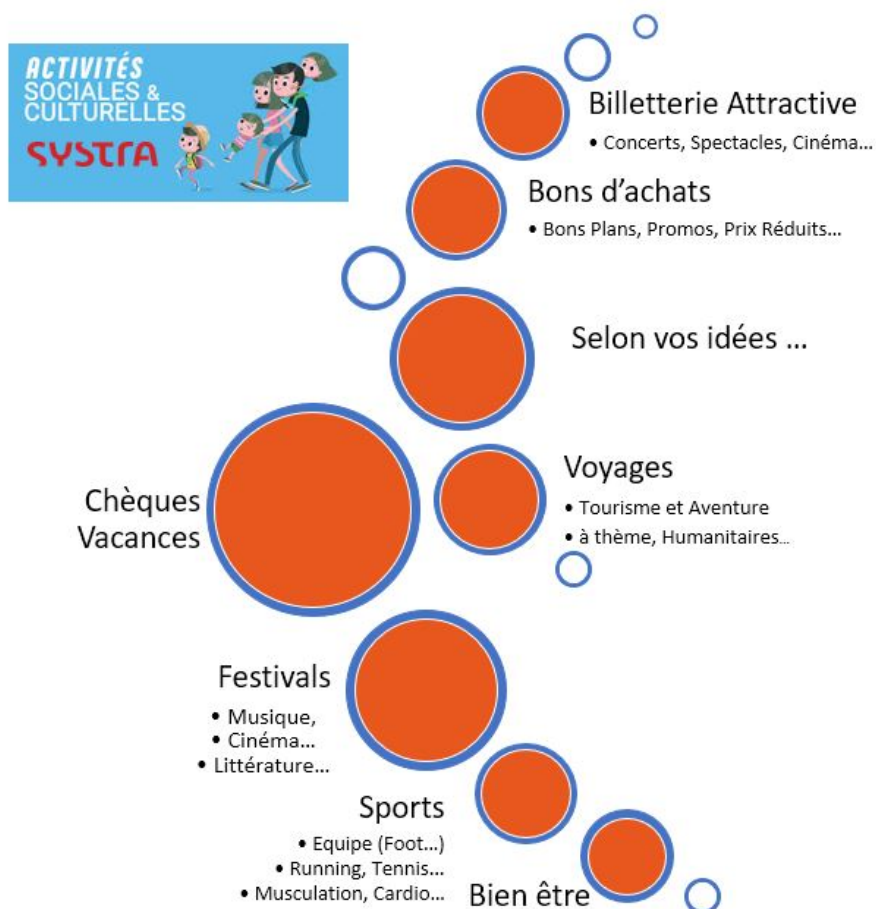 ACTIVITÉS
SOCIALES &
CULTURELLES
SYSTRA
Billetterie Attractive
• Concerts, Spectacles, Cinéma...
Bons d'achats
• Bons Plans, Promos, Prix Réduits...
Selon vos idées ...
Chèques
Vacances
Voyages
• Tourisme et Aventure
• à thème, Humanitaires...
Festivals
• Musique,
• Cinéma...
• Littérature...
Sports
• Equipe (Foot...)
• Running, Tennis...
• Musculation, Cardio...
Bien être